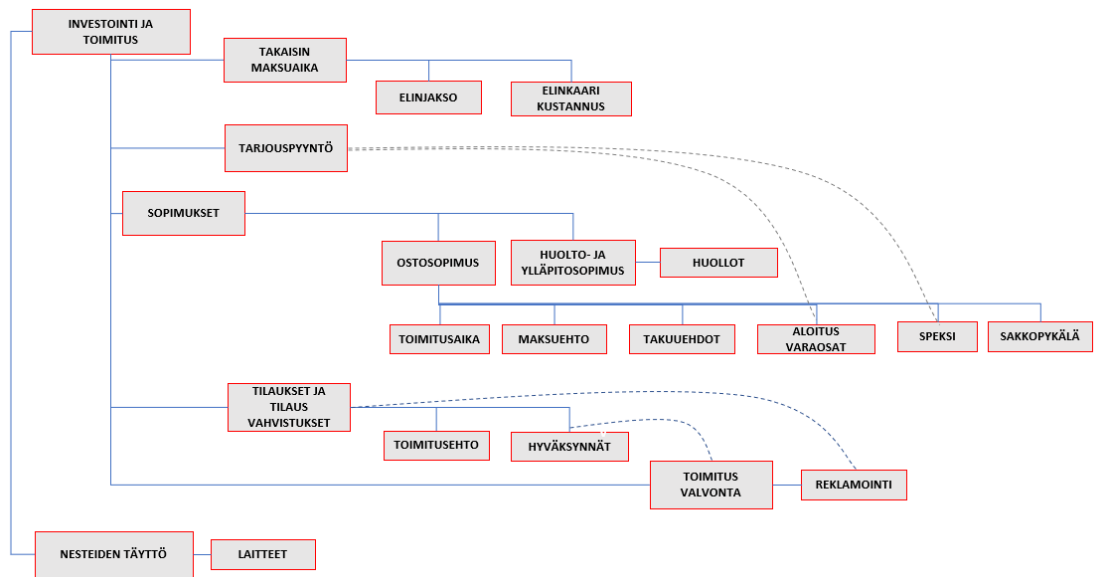 INVESTOINTI JA
TOIMITUS
TAKAISIN
MAKSUAIKA
ELINJAKSO
ELINKAARI
KUSTANNUS
TARJOUSPYYNTÖ
SOPIMUKSET
OSTOSOPIMUS
HUOLTO- JA
YLLÄPITOSOPIMUS
HUOLLOT
TOIMITUSAIKA
MAKSUEHTO
TAKUUEHDOT
ALOITUS
VARAOSAT
SPEKSI
SAKKOPYKÄLÄ
TILAUKSET JA
TILAUS
VAHVISTUKSET
TOIMITUSEHTO
HYVÄKSYNNÄT
TOIMITUS
VALVONTA
REKLAMOINTI
NESTEIDEN TÄYTTÖ
LAITTEET